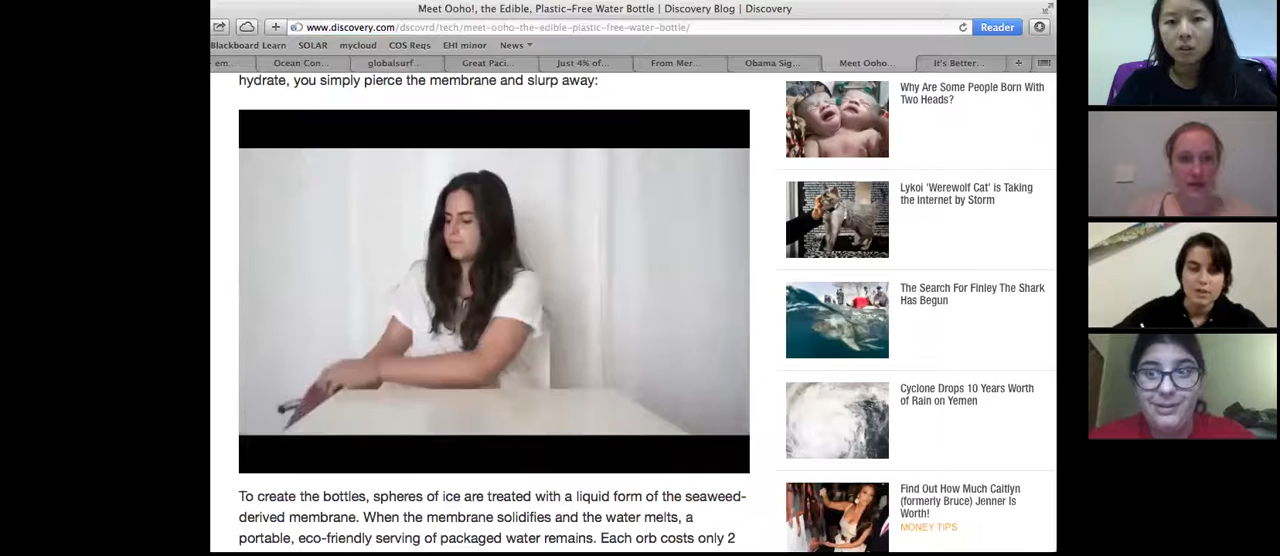 Meet Ooho!, the Edible, Plastic-Free Water Bottle | Discovery Blog | Discovery
www.discovery.com/dscovrd/tech/meet-ooho-the-edible-plastic-free-water-bottle/
Reader
Blackboard Learn SOLAR mycloud COS Reqs EHI minor News
em... Ocean Con... globalsurf... Great Paci... Just 4% of... From Mer... Obama Sig... Meet Ooho... It's Better...
hydrate, you simply pierce the membrane and slurp away:
To create the bottles, spheres of ice are treated with a liquid form of the seaweed-
derived membrane. When the membrane solidifies and the water melts, a
portable, eco-friendly serving of packaged water remains. Each orb costs only 2
Why Are Some People Born With
Two Heads?
Lykoi 'Werewolf Cat' is Taking
the Internet by Storm
The Search For Finley The Shark
Has Begun
Cyclone Drops 10 Years Worth
of Rain on Yemen
Find Out How Much Caitlyn
(formerly Bruce) Jenner Is
Worth!
MONEY TIPS